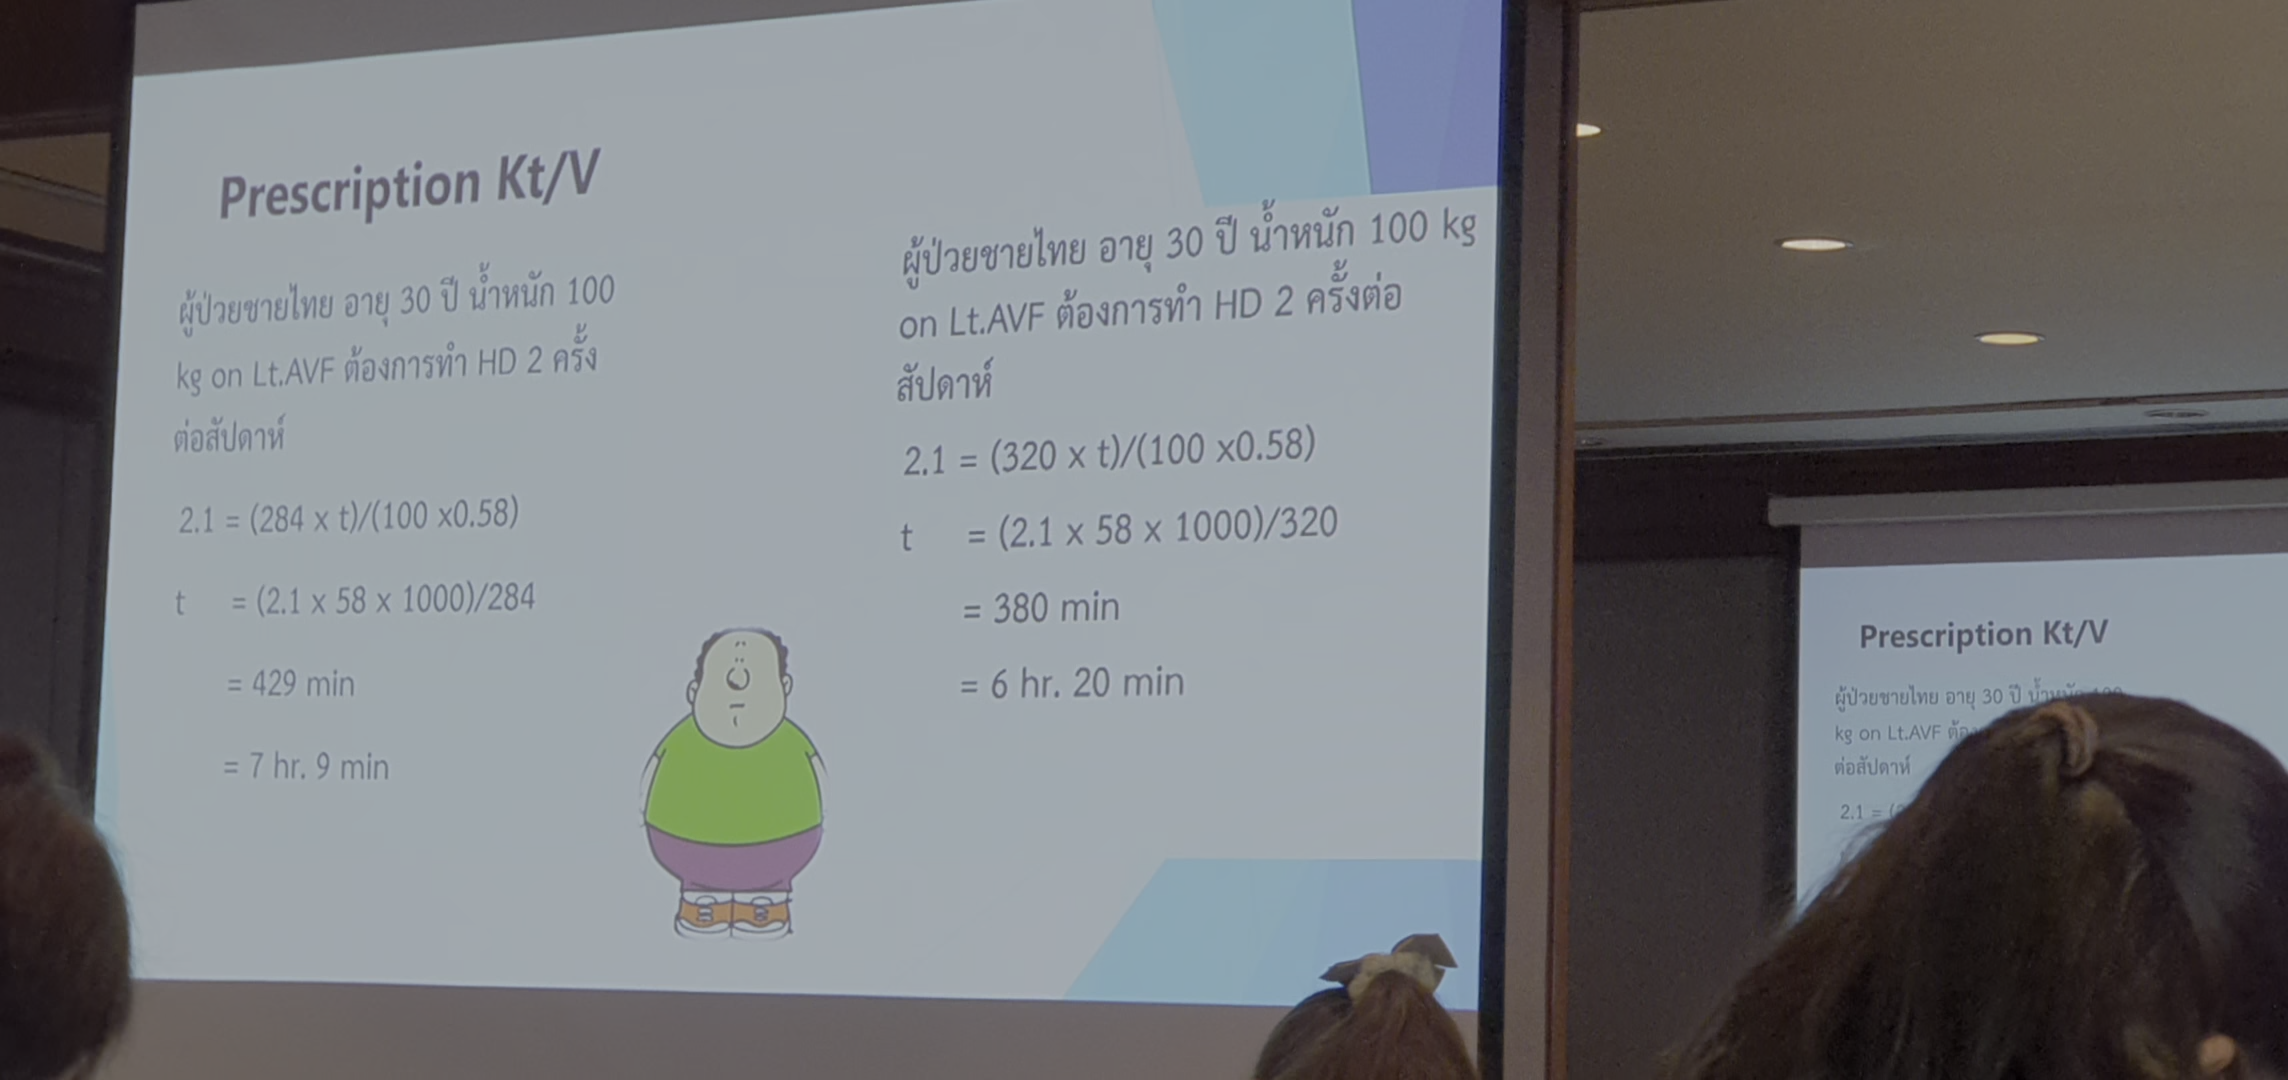 Prescription Kt/V
ผู้ป่วยชายไทย อายุ 30 ปี น้ำหนัก 100
kg on Lt.AVF ต้องการทำ HD 2 ครั้ง
ต่อสัปดาห์
2.1 = (284 x t)/(100 x0.58)
t = (2.1 x 58 x 1000)/284
= 429 min
= 7 hr. 9 min
ผู้ป่วยชายไทย อายุ 30 ปี น้ำหนัก 100 kg
on Lt.AVF ต้องการทำ HD 2 ครั้งต่อ
สัปดาห์
2.1 = (320 x t)/(100 x0.58)
t = (2.1 x 58 x 1000)/320
= 380 min
= 6 hr. 20 min
Prescription Kt/V
ผู้ป่วยชายไทย อายุ 30 ปี น้ำหนัก 100
kg on Lt.AVF
ต่อสัปดาห์
2.1 = (